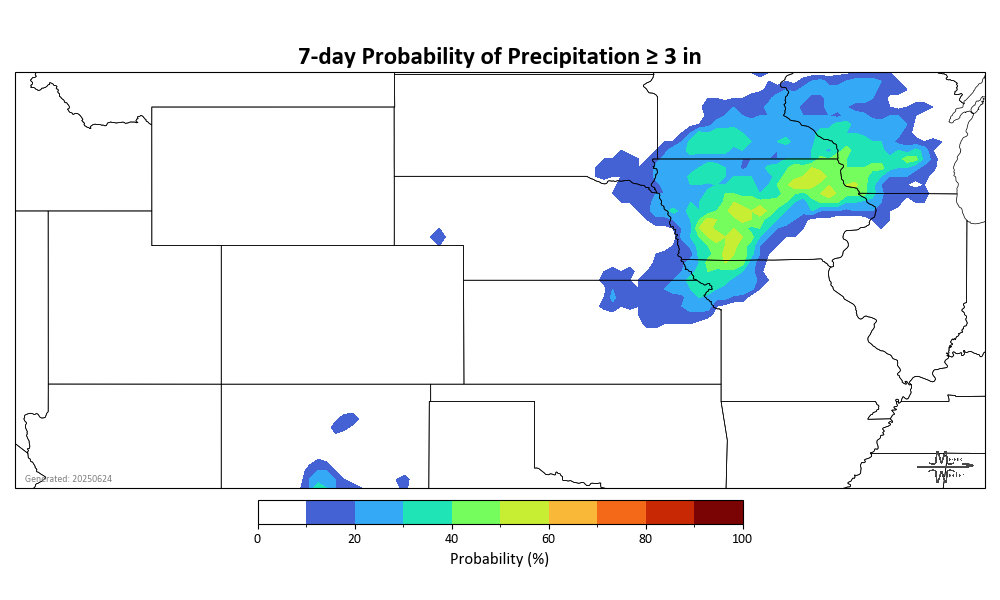 7-day Probability of Precipitation ≥ 3 in
Generated: 20250624
0 20 40 60 80 100
Probability (%)